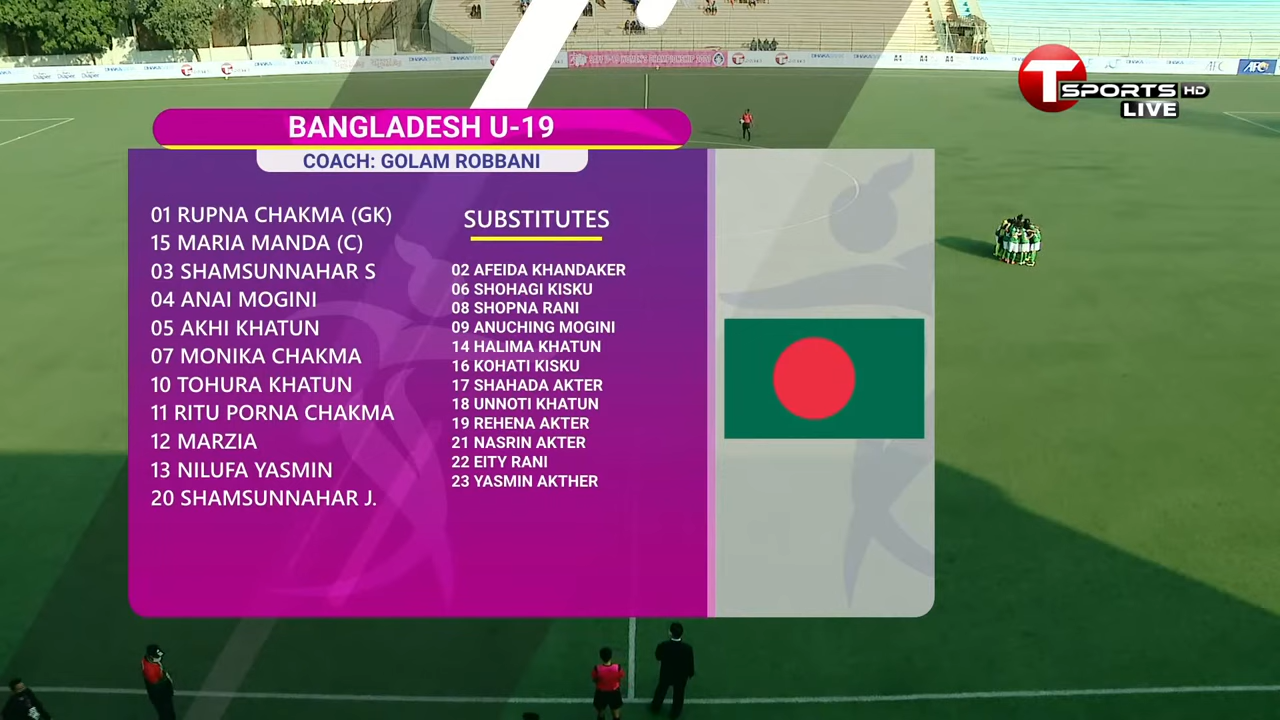 T SPORTS HD
LIVE
BANGLADESH U-19
COACH: GOLAM ROBBANI
01 RUPNA CHAKMA (GK)
15 MARIA MANDA (C)
03 SHAMSUNNAHAR S
04 ANAI MOGINI
05 AKHI KHATUN
07 MONIKA CHAKMA
10 TOHURA KHATUN
11 RITU PORNA CHAKMA
12 MARZIA
13 NILUFA YASMIN
20 SHAMSUNNAHAR J.
SUBSTITUTES
02 AFEIDA KHANDAKER
06 SHOHAGI KISKU
08 SHOPNA RANI
09 ANUCHING MOGINI
14 HALIMA KHATUN
16 KOHATI KISKU
17 SHAHADA AKTER
18 UNNOTI KHATUN
19 REHENA AKTER
21 NASRIN AKTER
22 EITY RANI
23 YASMIN AKTHER
AFC
AFC